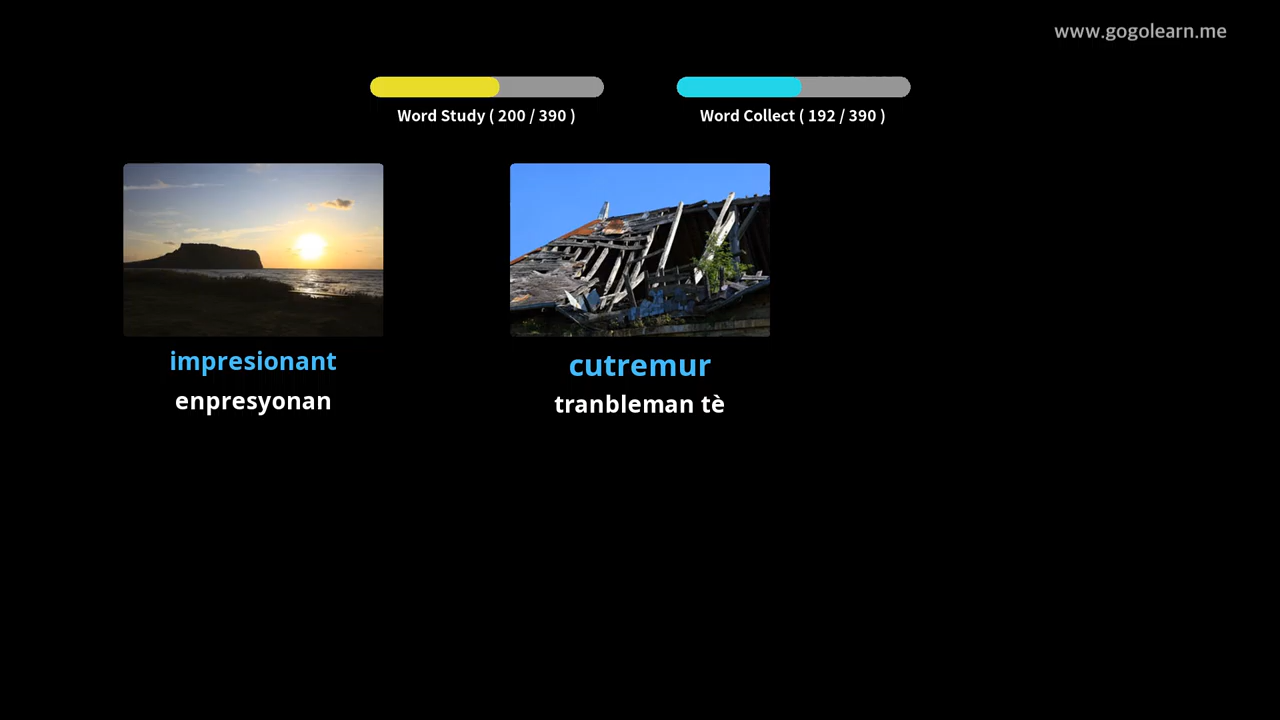 www.gogolearn.me
Word Study ( 200 / 390 )
Word Collect ( 192 / 390 )
impresionant
enpresyonan
cutremur
tranbleman tè